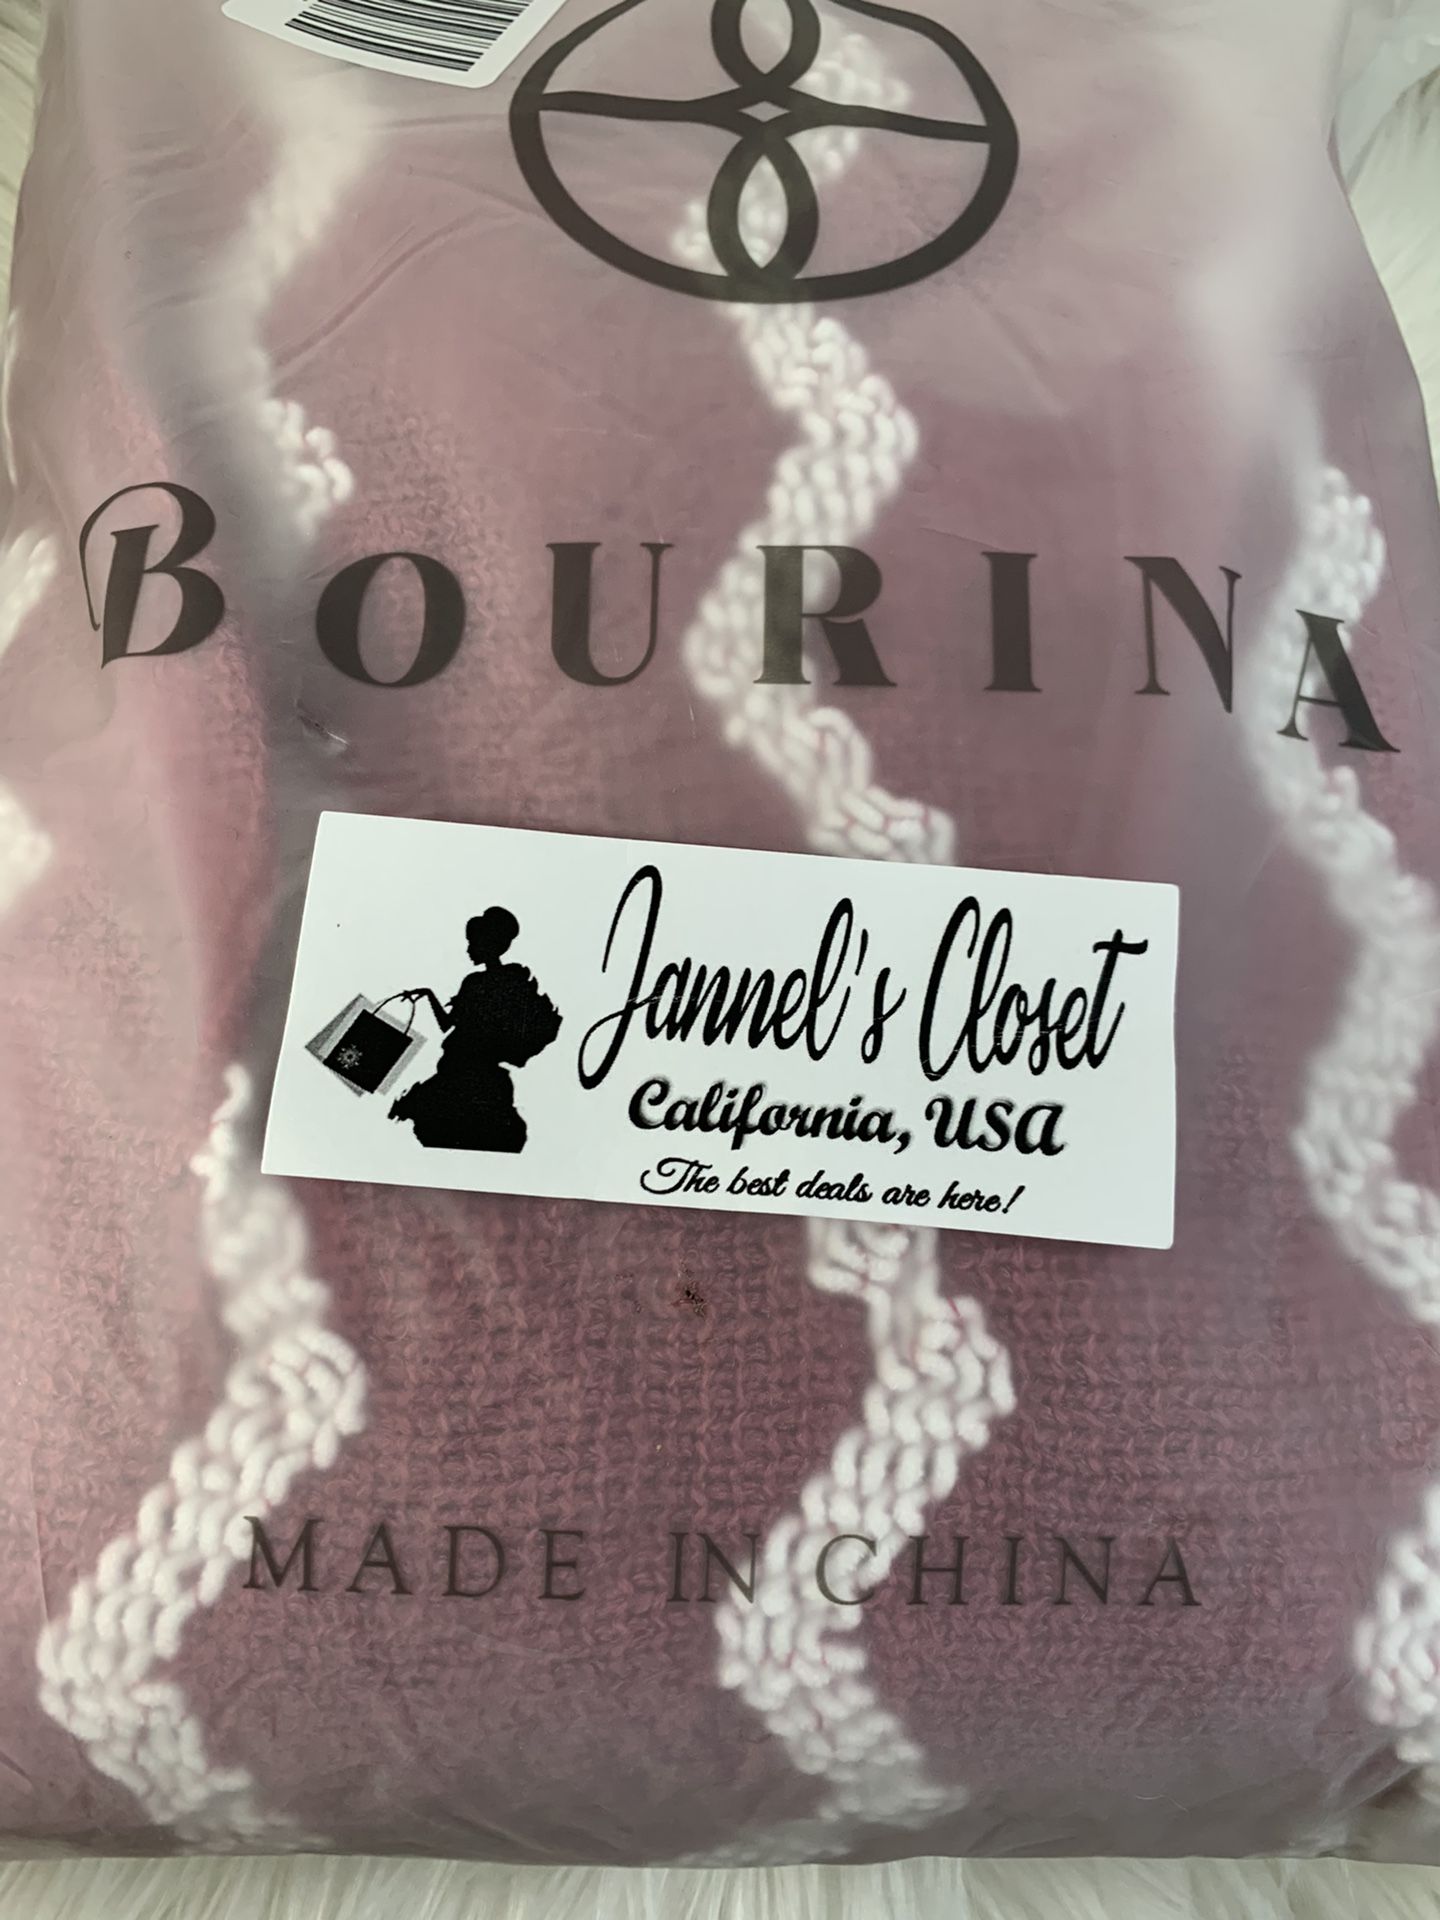 BOURINA
Jannel's Closet
California, USA
The best deals are here!
MADE IN CHINA